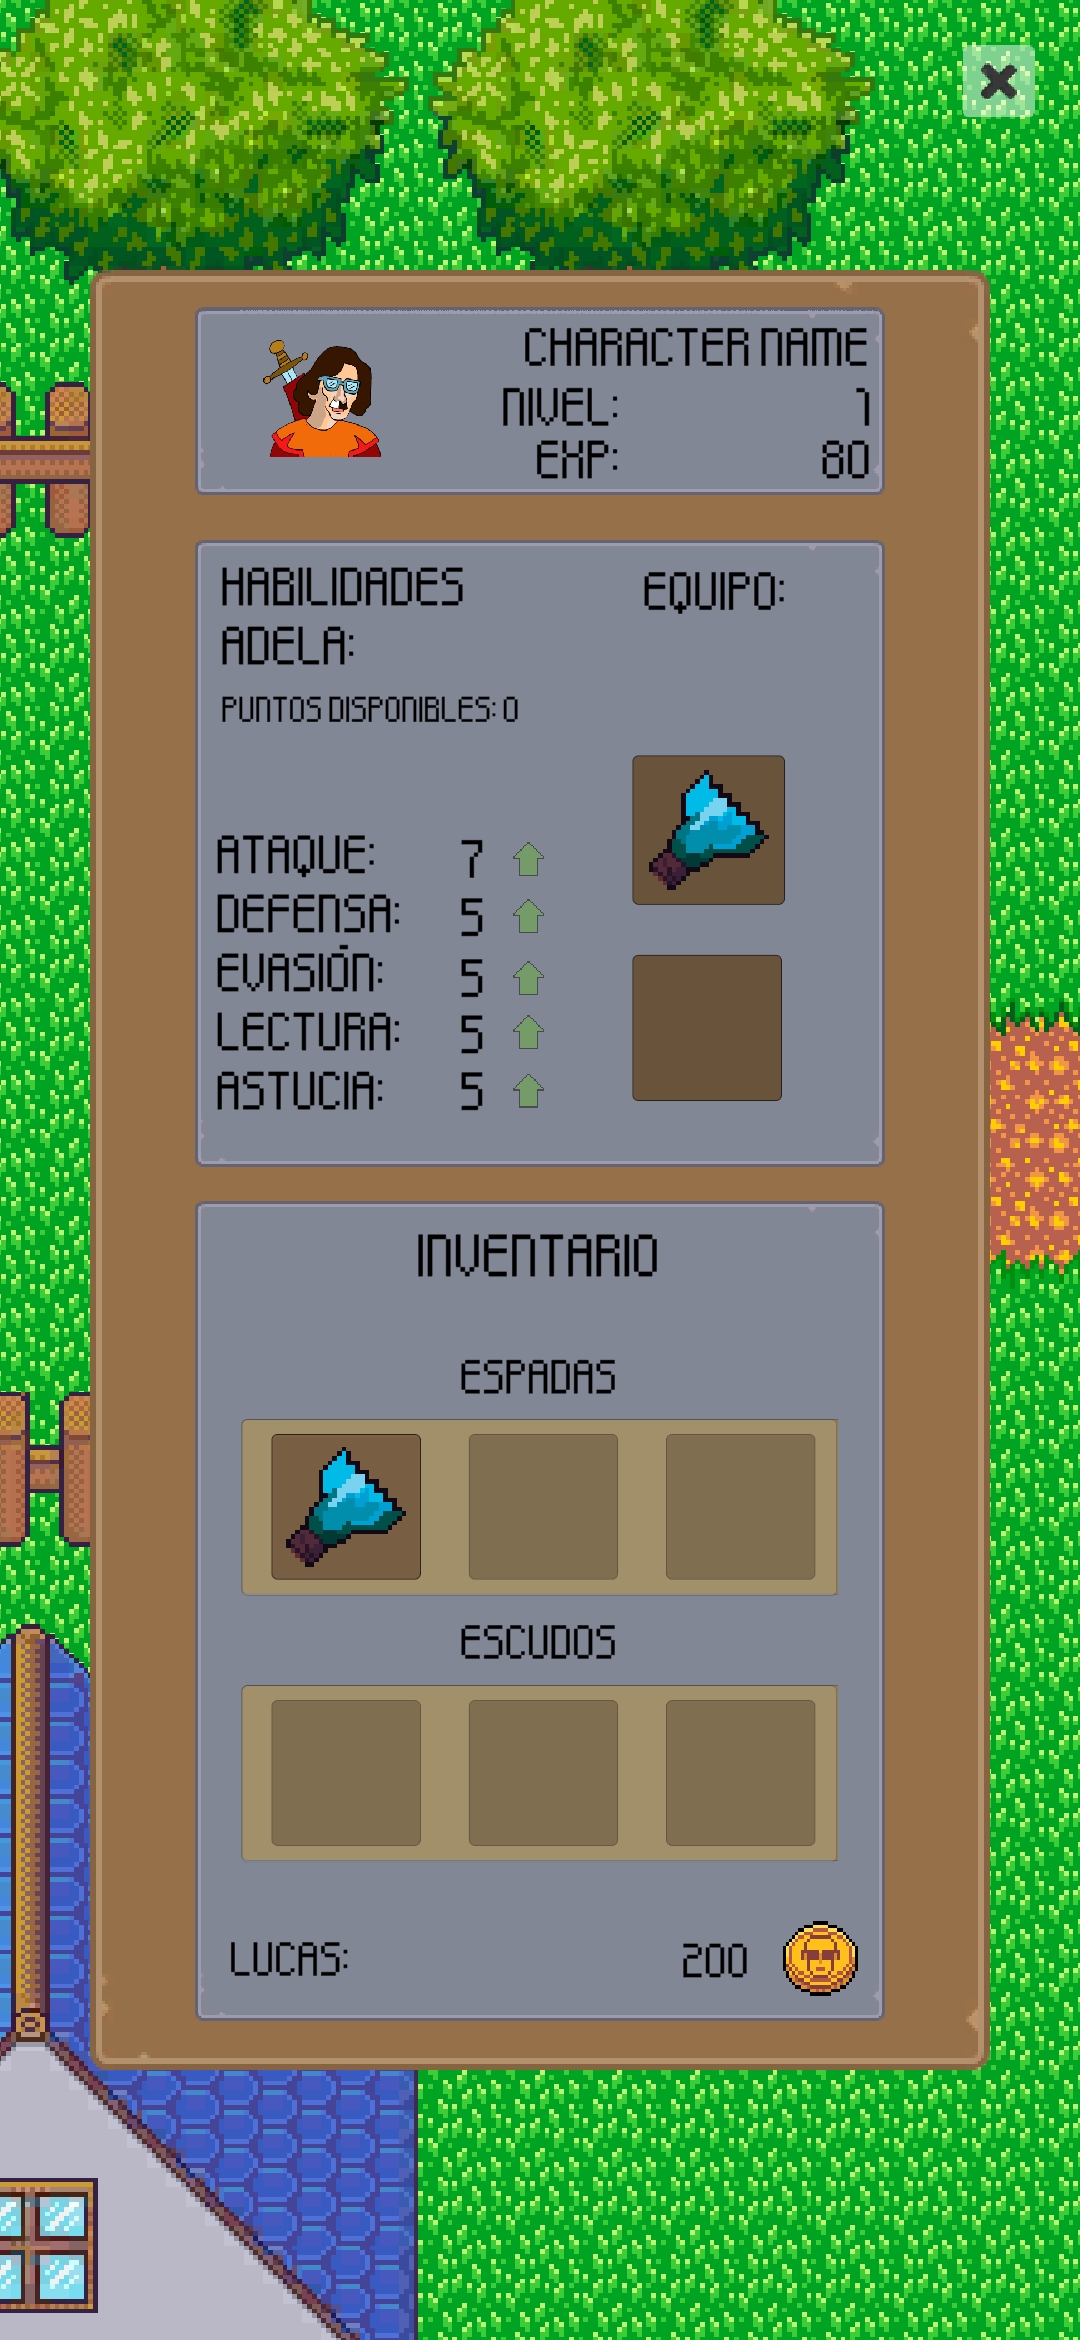 CHARACTER NAME
NIVEL: 1
EXP: 80
HABILIDADES
ADELA:
EQUIPO:
PUNTOS DISPONIBLES: 0
ATAQUE: 7
DEFENSA: 5
EVASIÓN: 5
LECTURA: 5
ASTUCIA: 5
INVENTARIO
ESPADAS
ESCUDOS
LUCAS: 200